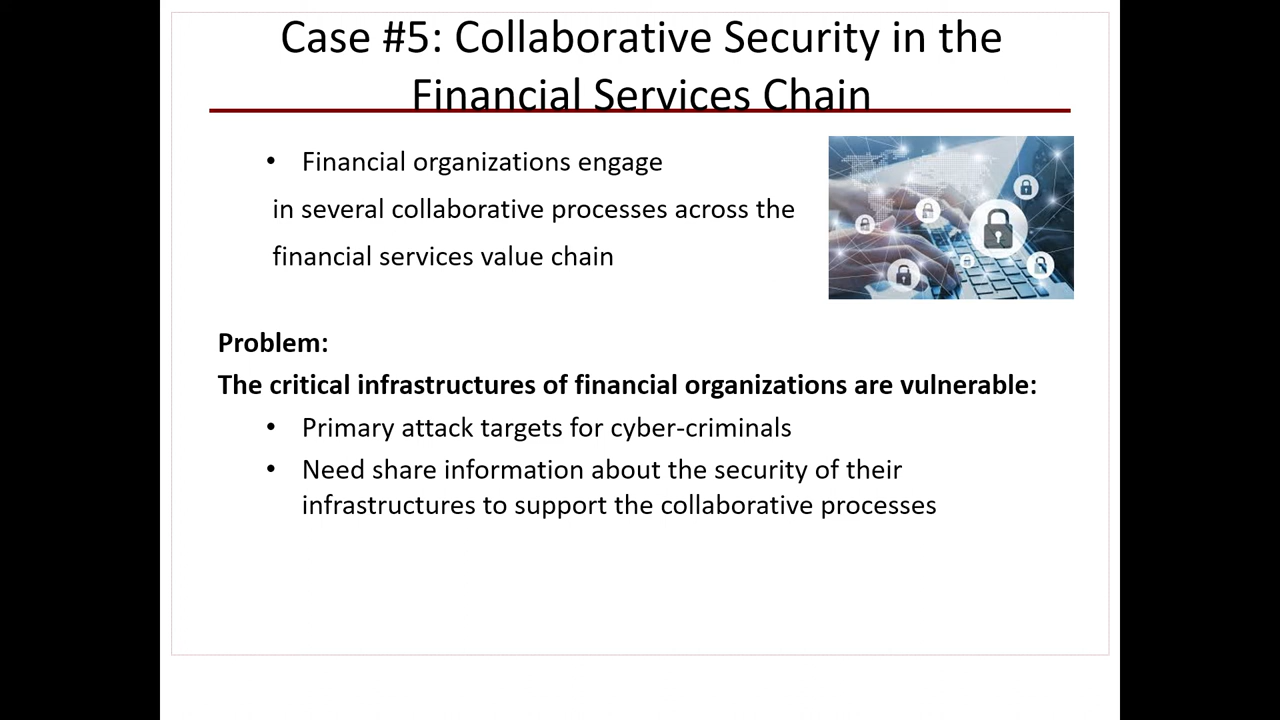 Case #5: Collaborative Security in the
Financial Services Chain
• Financial organizations engage
in several collaborative processes across the
financial services value chain
Problem:
The critical infrastructures of financial organizations are vulnerable:
• Primary attack targets for cyber-criminals
• Need share information about the security of their
infrastructures to support the collaborative processes